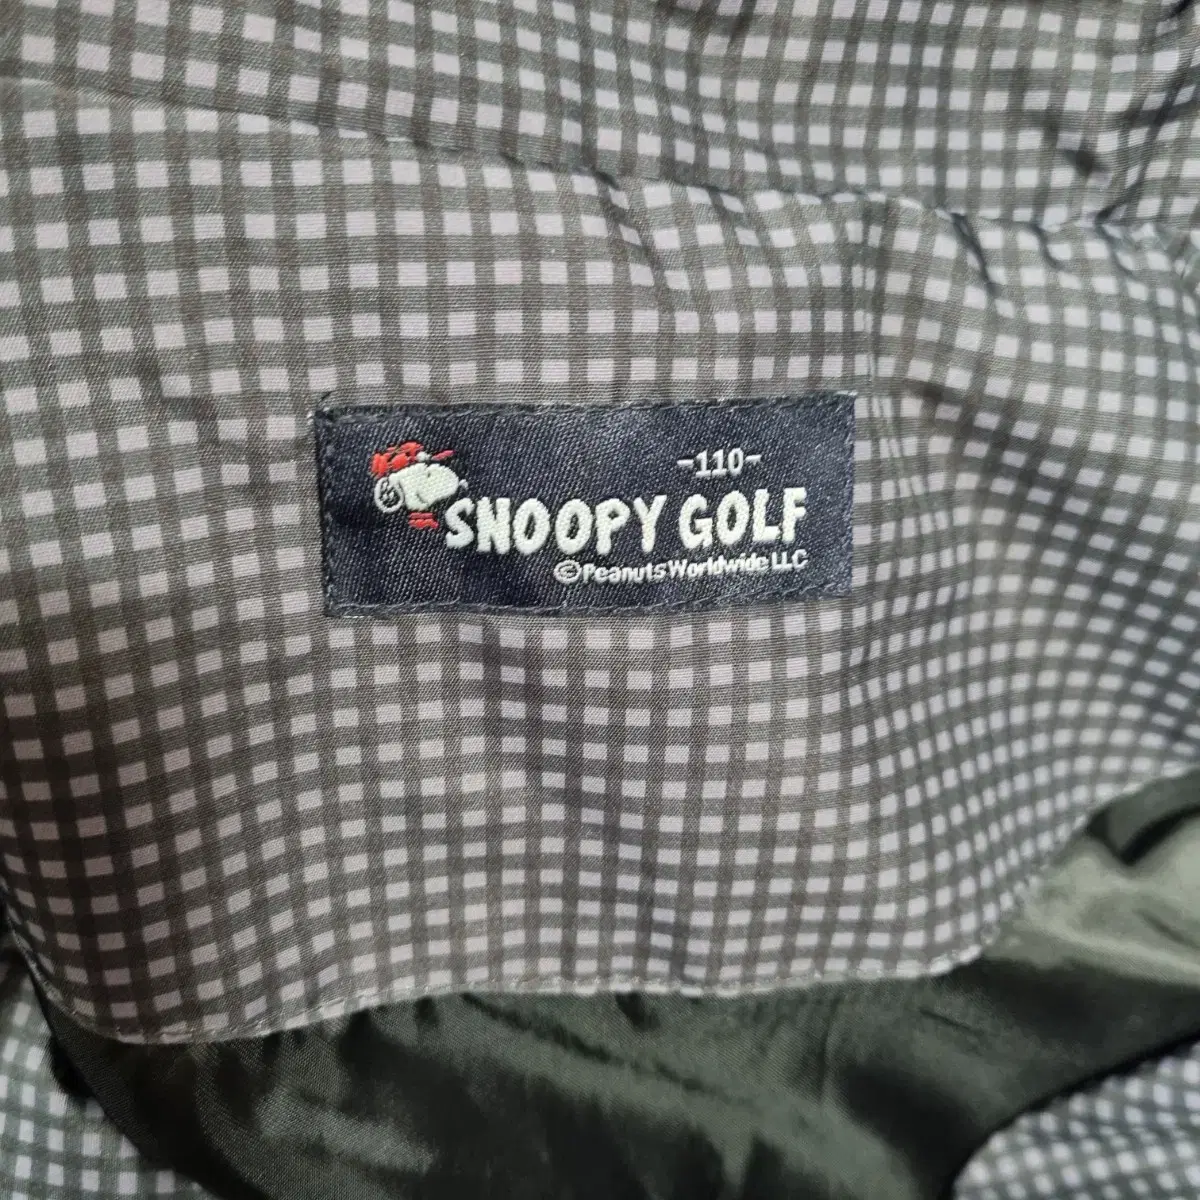 -110-
SNOOPY GOLF
©Peanuts Worldwide LLC